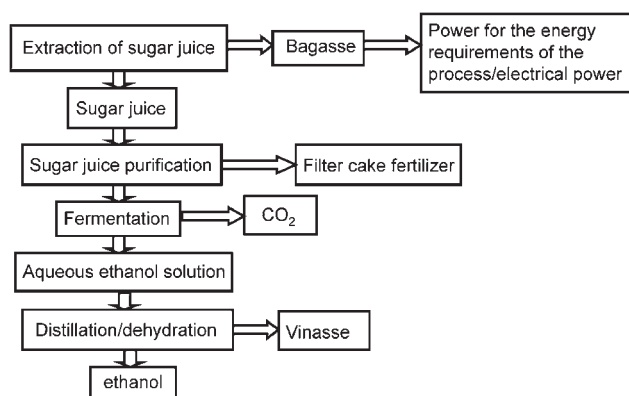 Extraction of sugar juice
Bagasse
Power for the energy
requirements of the
process/electrical power
Sugar juice
Sugar juice purification
Filter cake fertilizer
Fermentation
CO₂
Aqueous ethanol solution
Distillation/dehydration
Vinasse
ethanol